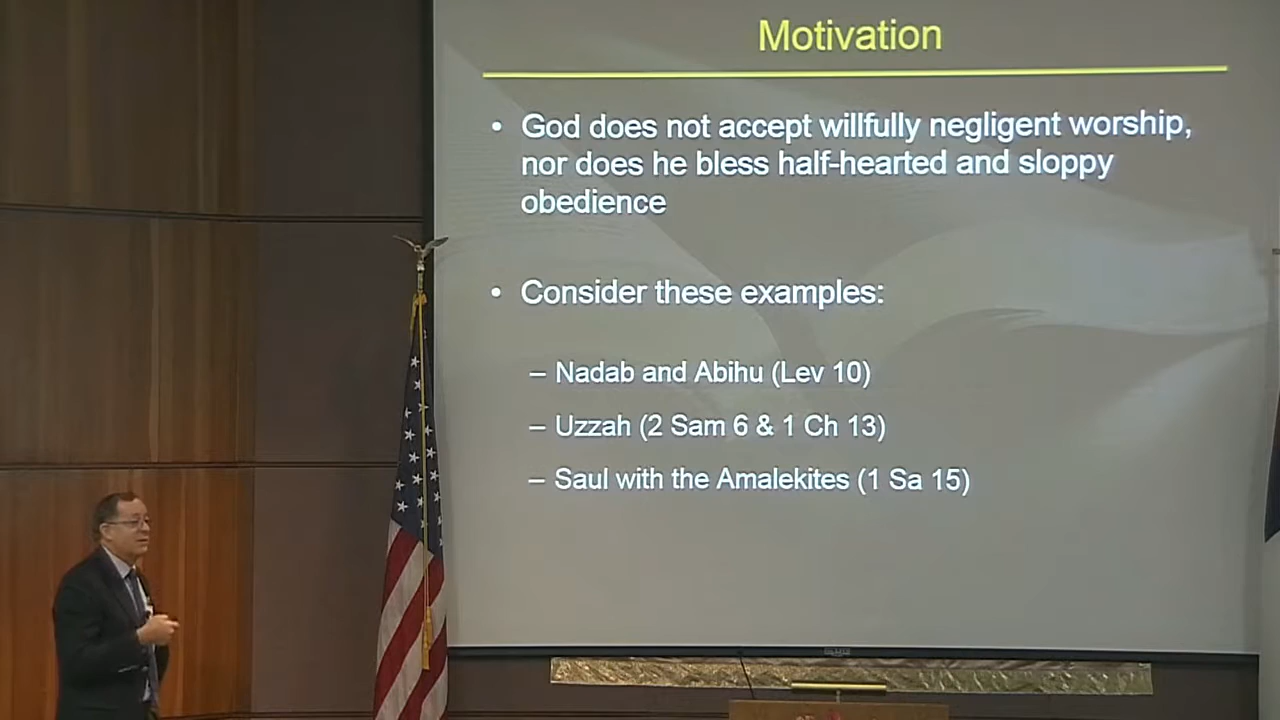 Motivation
• God does not accept willfully negligent worship,
nor does he bless half-hearted and sloppy
obedience
• Consider these examples:
– Nadab and Abihu (Lev 10)
– Uzzah (2 Sam 6 & 1 Ch 13)
– Saul with the Amalekites (1 Sa 15)